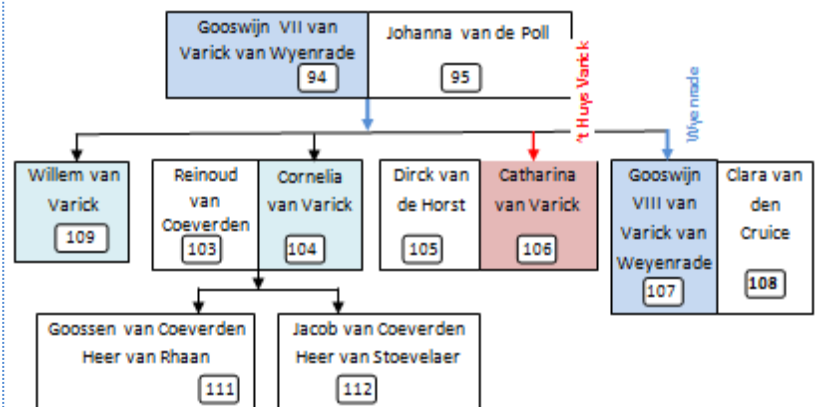 Gooswijn VII van
Varick van Wyenrade
94
Johanna van de Poll
95
't Huys Varick
Wyenrade
Willem van
Varick
109
Reinoud
van
Coeverden
103
Cornelia
van Varick
104
Dirck van
de Horst
105
Catharina
van Varick
106
Gooswijn
VIII van
Varick van
Weyenrade
107
Clara van
den
Cruice
108
Goossen van Coeverden
Heer van Rhaan
111
Jacob van Coeverden
Heer van Stoevelaer
112